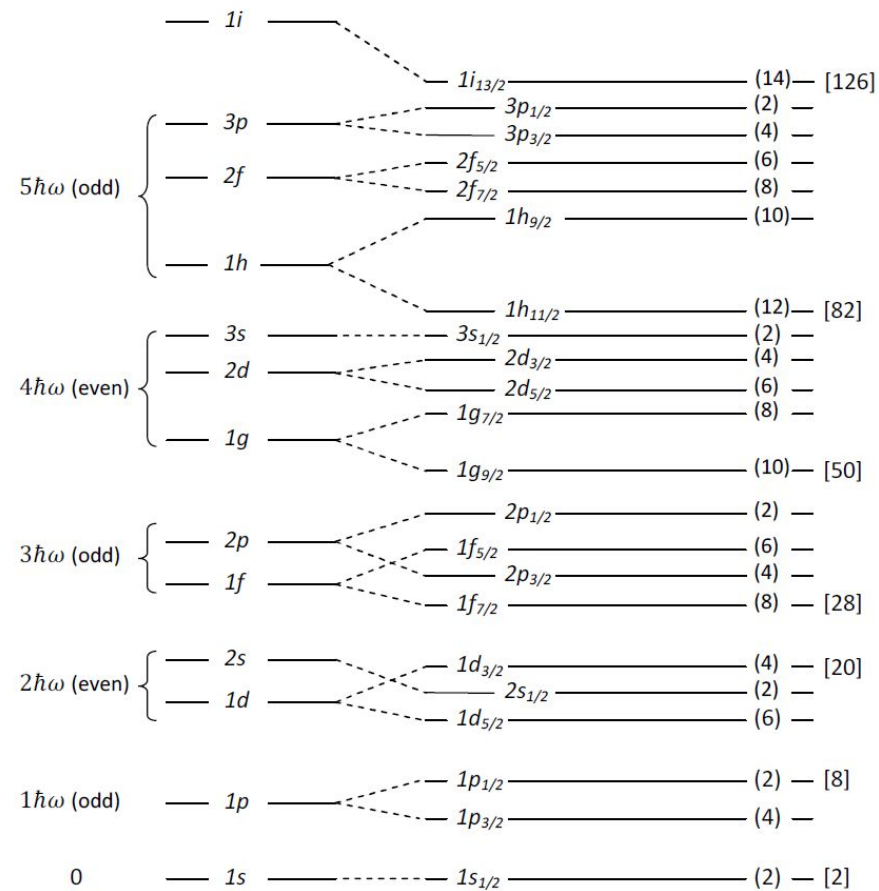 1i
1i13/2 (14) [126]
3p1/2 (2)
3p
3p3/2 (4)
2f5/2 (6)
5ħω (odd) 2f
2f7/2 (8)
1h9/2 (10)
1h
1h11/2 (12) [82]
3s 3s1/2 (2)
2d3/2 (4)
4ħω (even) 2d
2d5/2 (6)
1g7/2 (8)
1g
1g9/2 (10) [50]
2p1/2 (2)
2p
3ħω (odd) 1f5/2 (6)
1f 2p3/2 (4)
1f7/2 (8) [28]
2s 1d3/2 (4) [20]
2ħω (even) 2s1/2 (2)
1d
1d5/2 (6)
1p1/2 (2) [8]
1ħω (odd) 1p
1p3/2 (4)
0 1s 1s1/2 (2) [2]